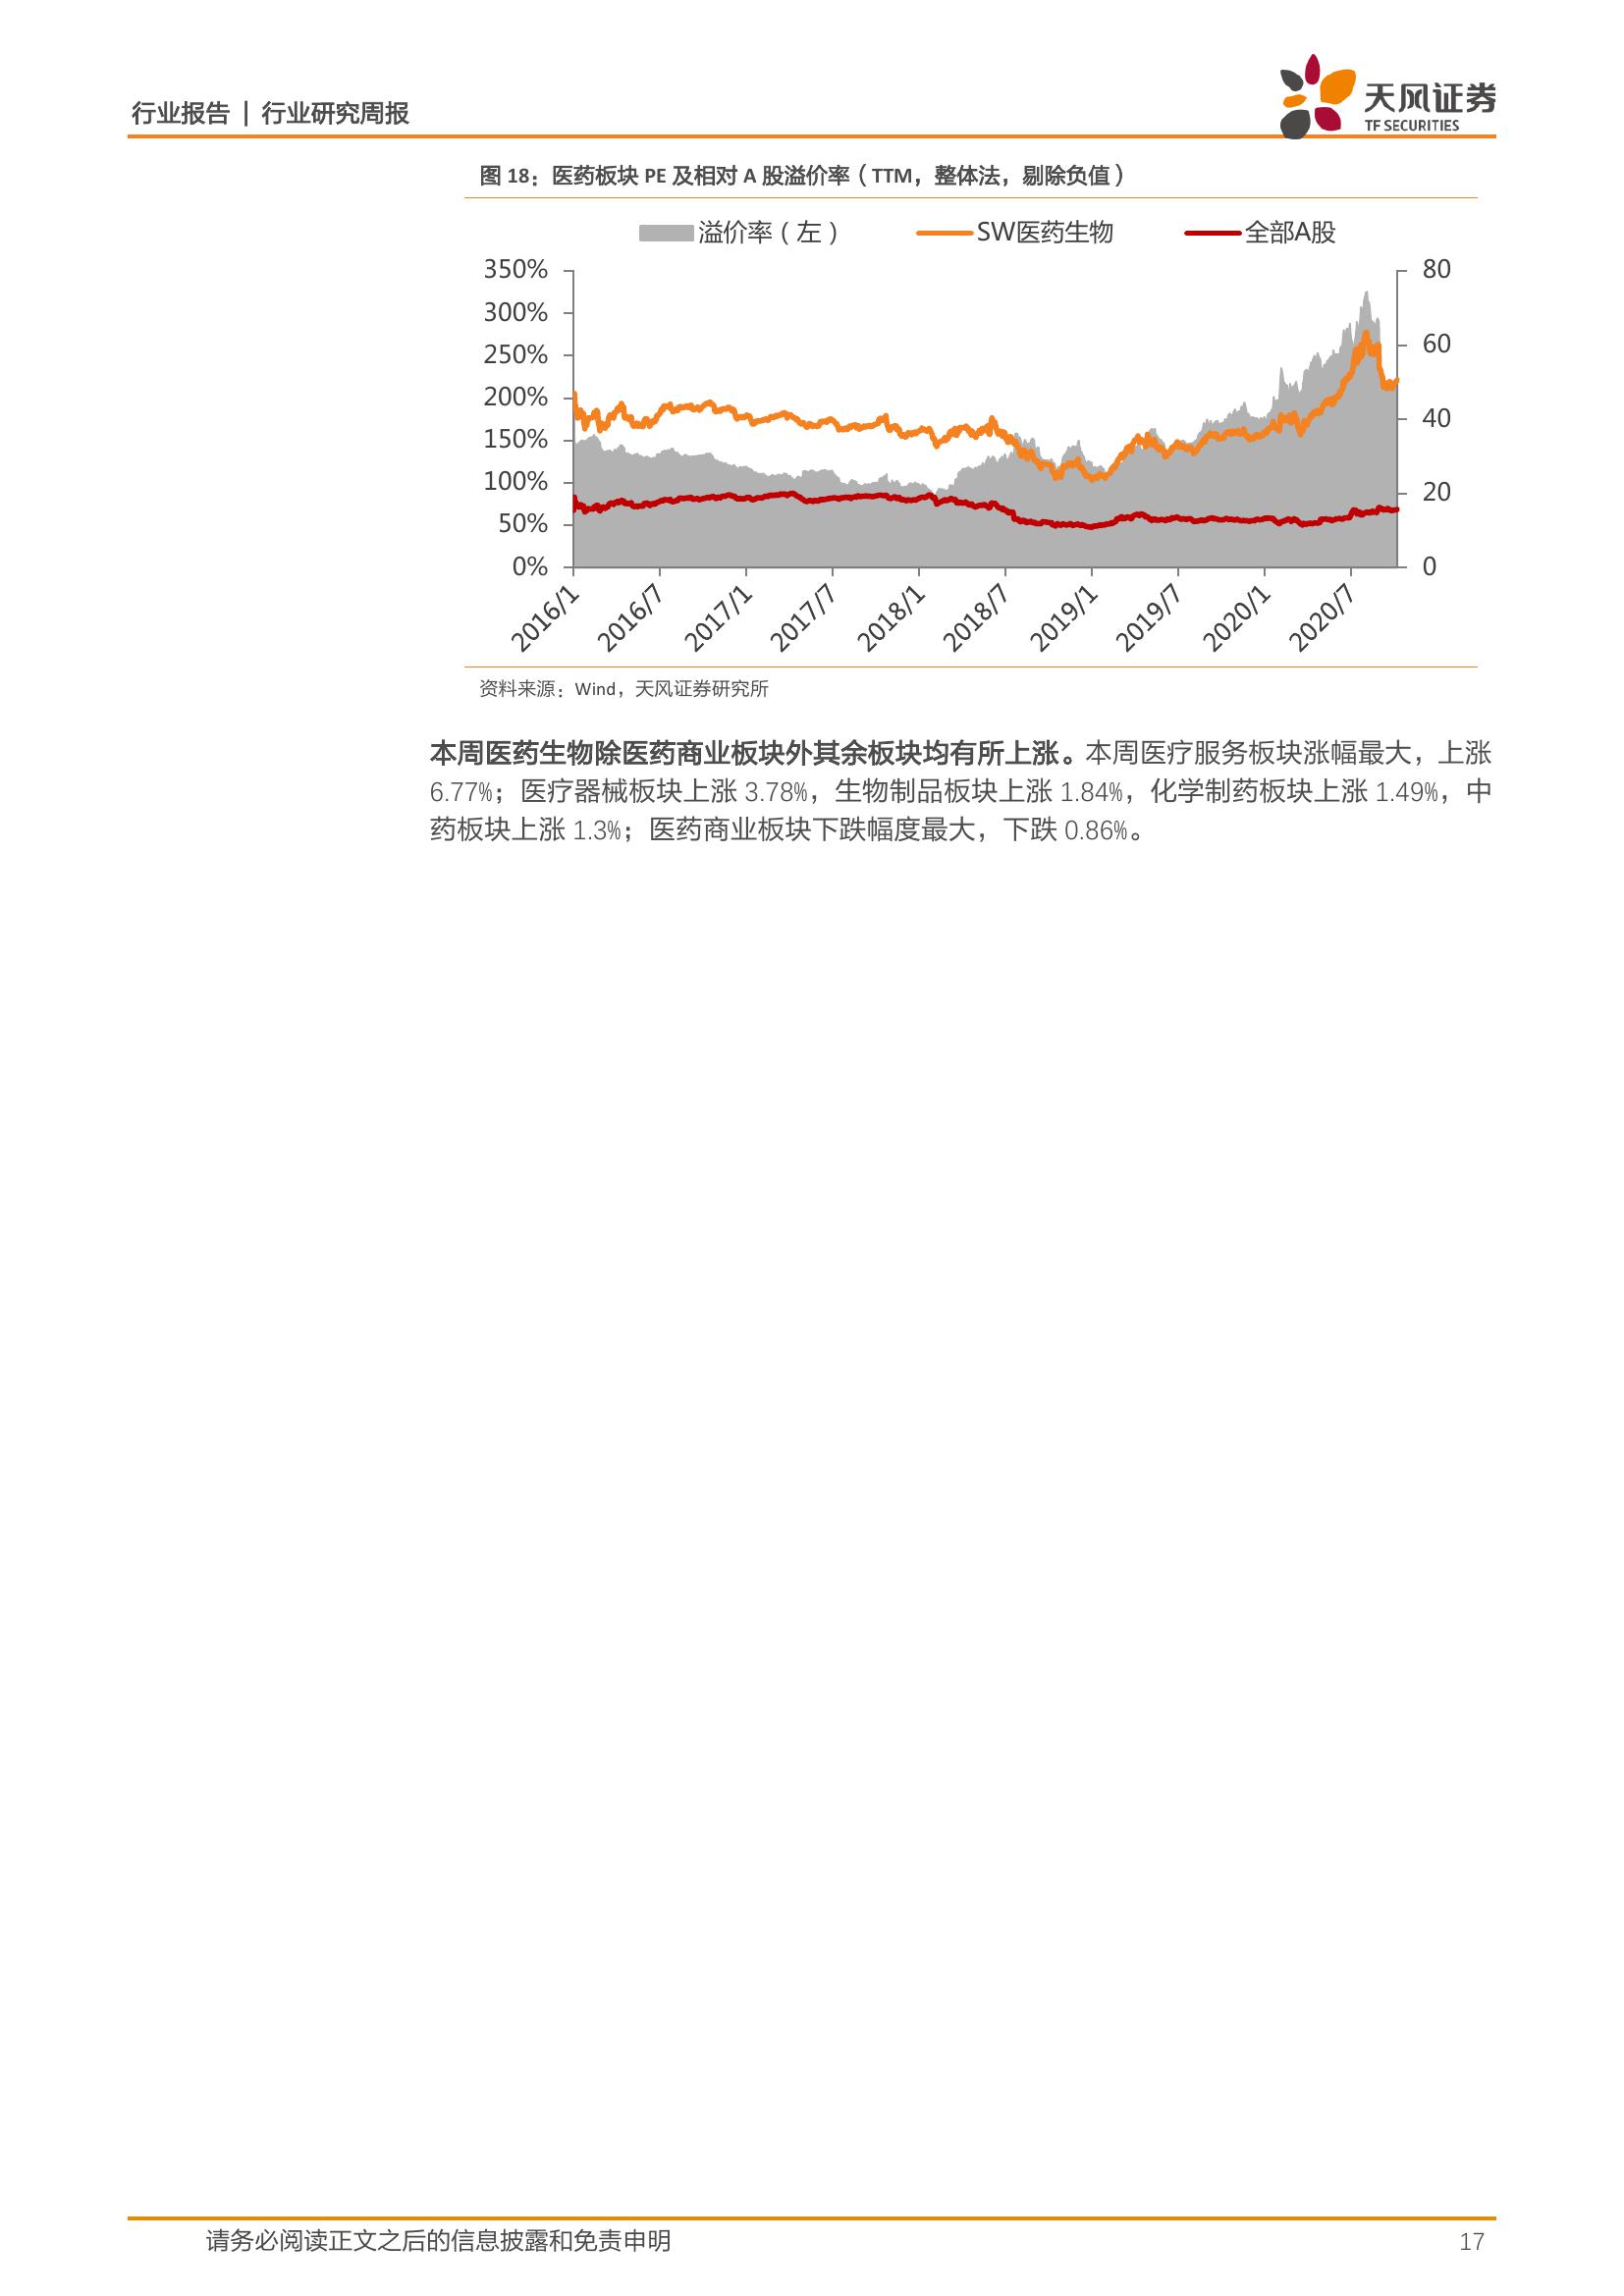 行业报告 | 行业研究周报
天风证券
TF SECURITIES
图 18：医药板块 PE 及相对 A 股溢价率（TTM，整体法，剔除负值）
溢价率（左） SW医药生物 全部A股
350% 80
300%
250% 60
200%
150% 40
100% 20
50%
0% 0
2016/1 2016/7 2017/1 2017/7 2018/1 2018/7 2019/1 2019/7 2020/1 2020/7
资料来源：Wind，天风证券研究所
本周医药生物除医药商业板块外其余板块均有所上涨。本周医疗服务板块涨幅最大，上涨
6.77%；医疗器械板块上涨 3.78%，生物制品板块上涨 1.84%，化学制药板块上涨 1.49%，中
药板块上涨 1.3%；医药商业板块下跌幅度最大，下跌 0.86%。
请务必阅读正文之后的信息披露和免责申明 17